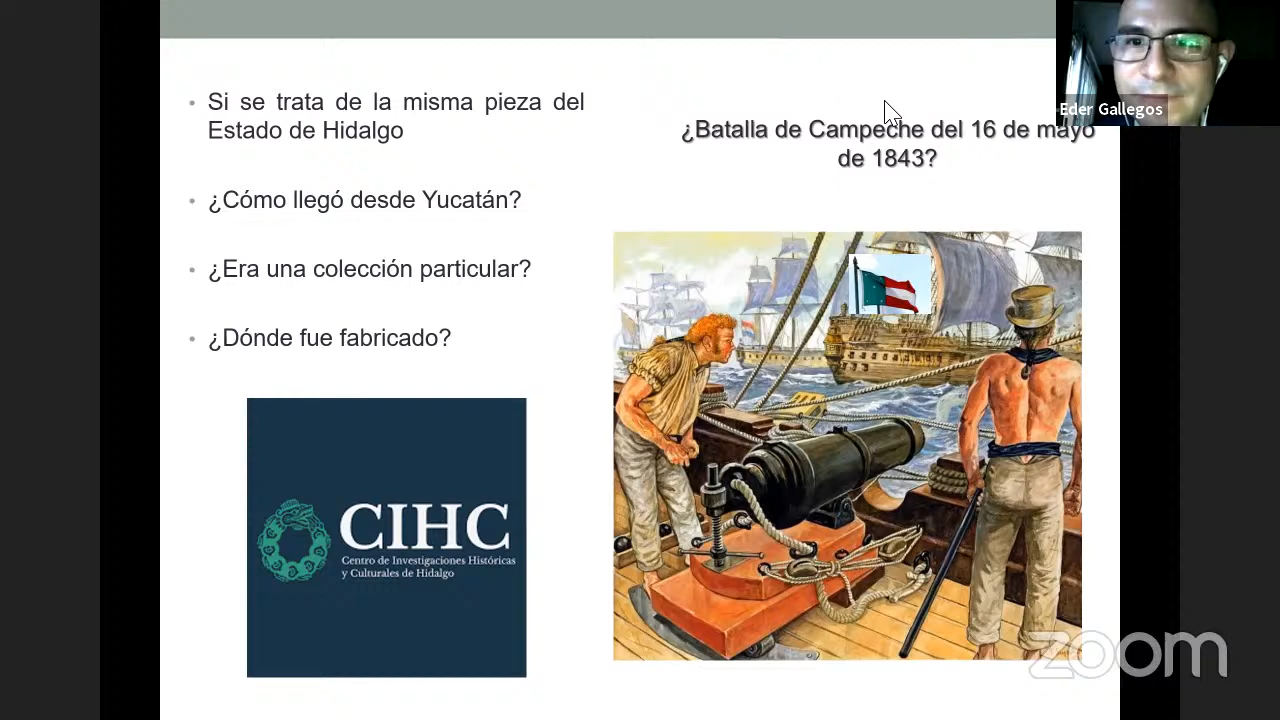 Si se trata de la misma pieza del
Estado de Hidalgo
¿Cómo llegó desde Yucatán?
¿Era una colección particular?
¿Dónde fue fabricado?
CIHC
Centro de Investigaciones Históricas
y Culturales de Hidalgo
Eder Gallegos
¿Batalla de Campeche del 16 de mayo
de 1843?
zoom